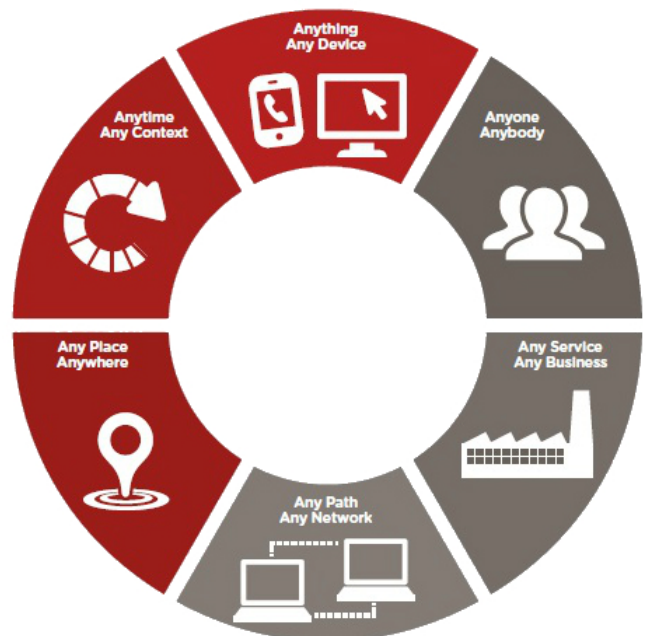 Anything
Any Device
Anyone
Anybody
Any Service
Any Business
Any Path
Any Network
Any Place
Anywhere
Anytime
Any Context